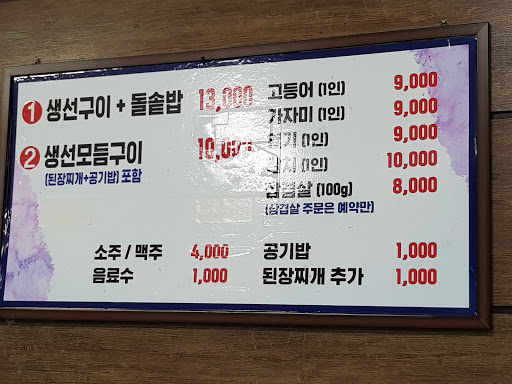 1 생선구이 + 돌솥밥 13,000
2 생선모듬구이
(된장찌개+공기밥) 포함
고등어 (1인) 9,000
가자미 (1인) 9,000
(1인) 9,000
(1인) 10,000
삼겹살 (100g) 8,000
(삼겹살 주문은 예약만)
소주 / 맥주 4,000
음료수 1,000
공기밥 1,000
된장찌개 추가 1,000